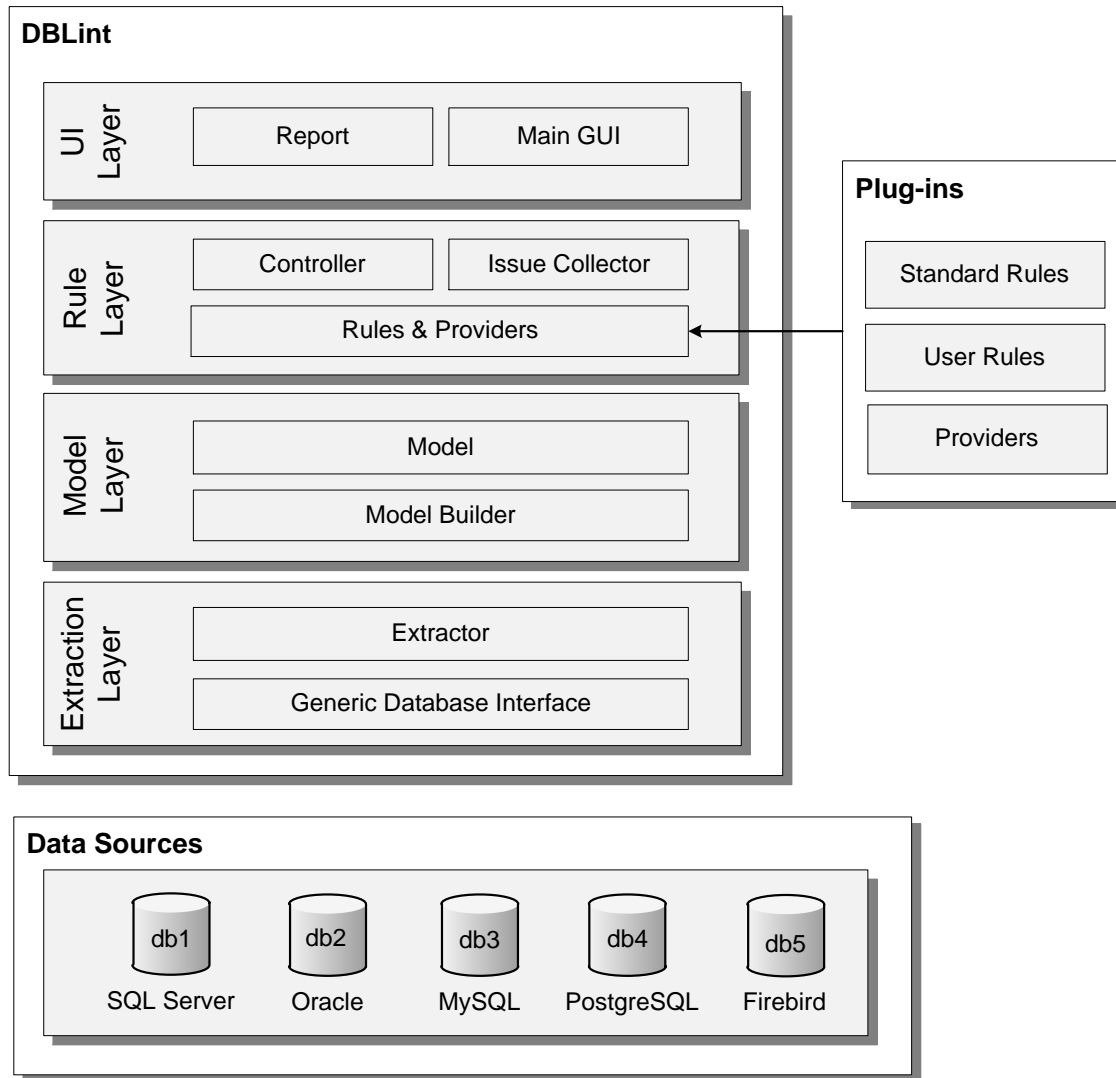 DBLint
UI
Layer
Report
Main GUI
Rule
Layer
Controller
Issue Collector
Rules & Providers
Model
Layer
Model
Model Builder
Extraction
Layer
Extractor
Generic Database Interface
Plug-ins
Standard Rules
User Rules
Providers
Data Sources
db1
db2
db3
db4
db5
SQL Server
Oracle
MySQL
PostgreSQL
Firebird